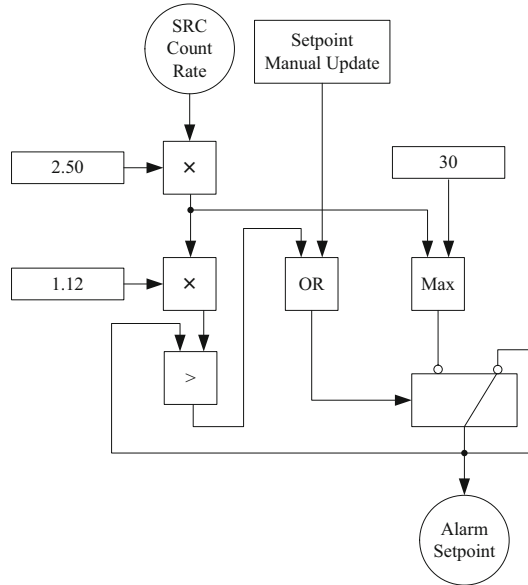 SRC
Count
Rate
Setpoint
Manual Update
2.50
×
30
1.12
×
OR
Max
>
Alarm
Setpoint